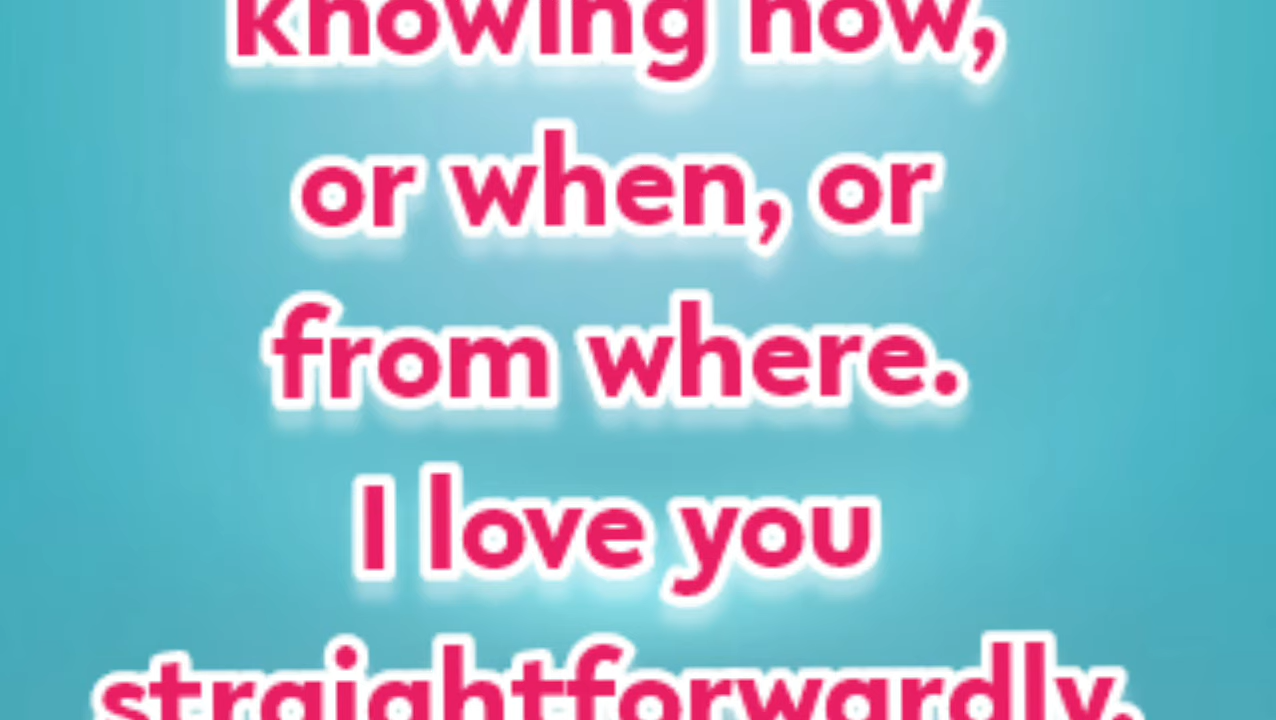 knowing how,
or when, or
from where.
I love you
straightforwardly,